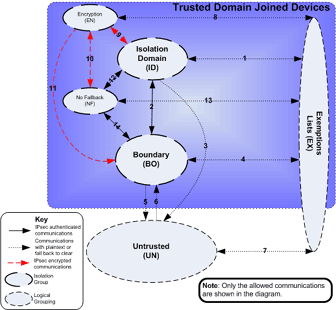 Trusted Domain Joined Devices
Encryption
(EN)
8
9
Isolation
Domain
(ID)
1
10
12
11
No Fallback
(NF)
13
2
14
3
Exemptions
Lists (EX)
Boundary
(BO)
4
5
6
Untrusted
(UN)
7
Key
IPsec authenticated
communications.
Communications
with plaintext or
fall back to clear
IPsec encrypted
communications
Isolation
Group
Logical
Grouping
Note: Only the allowed communications
are shown in the diagram.